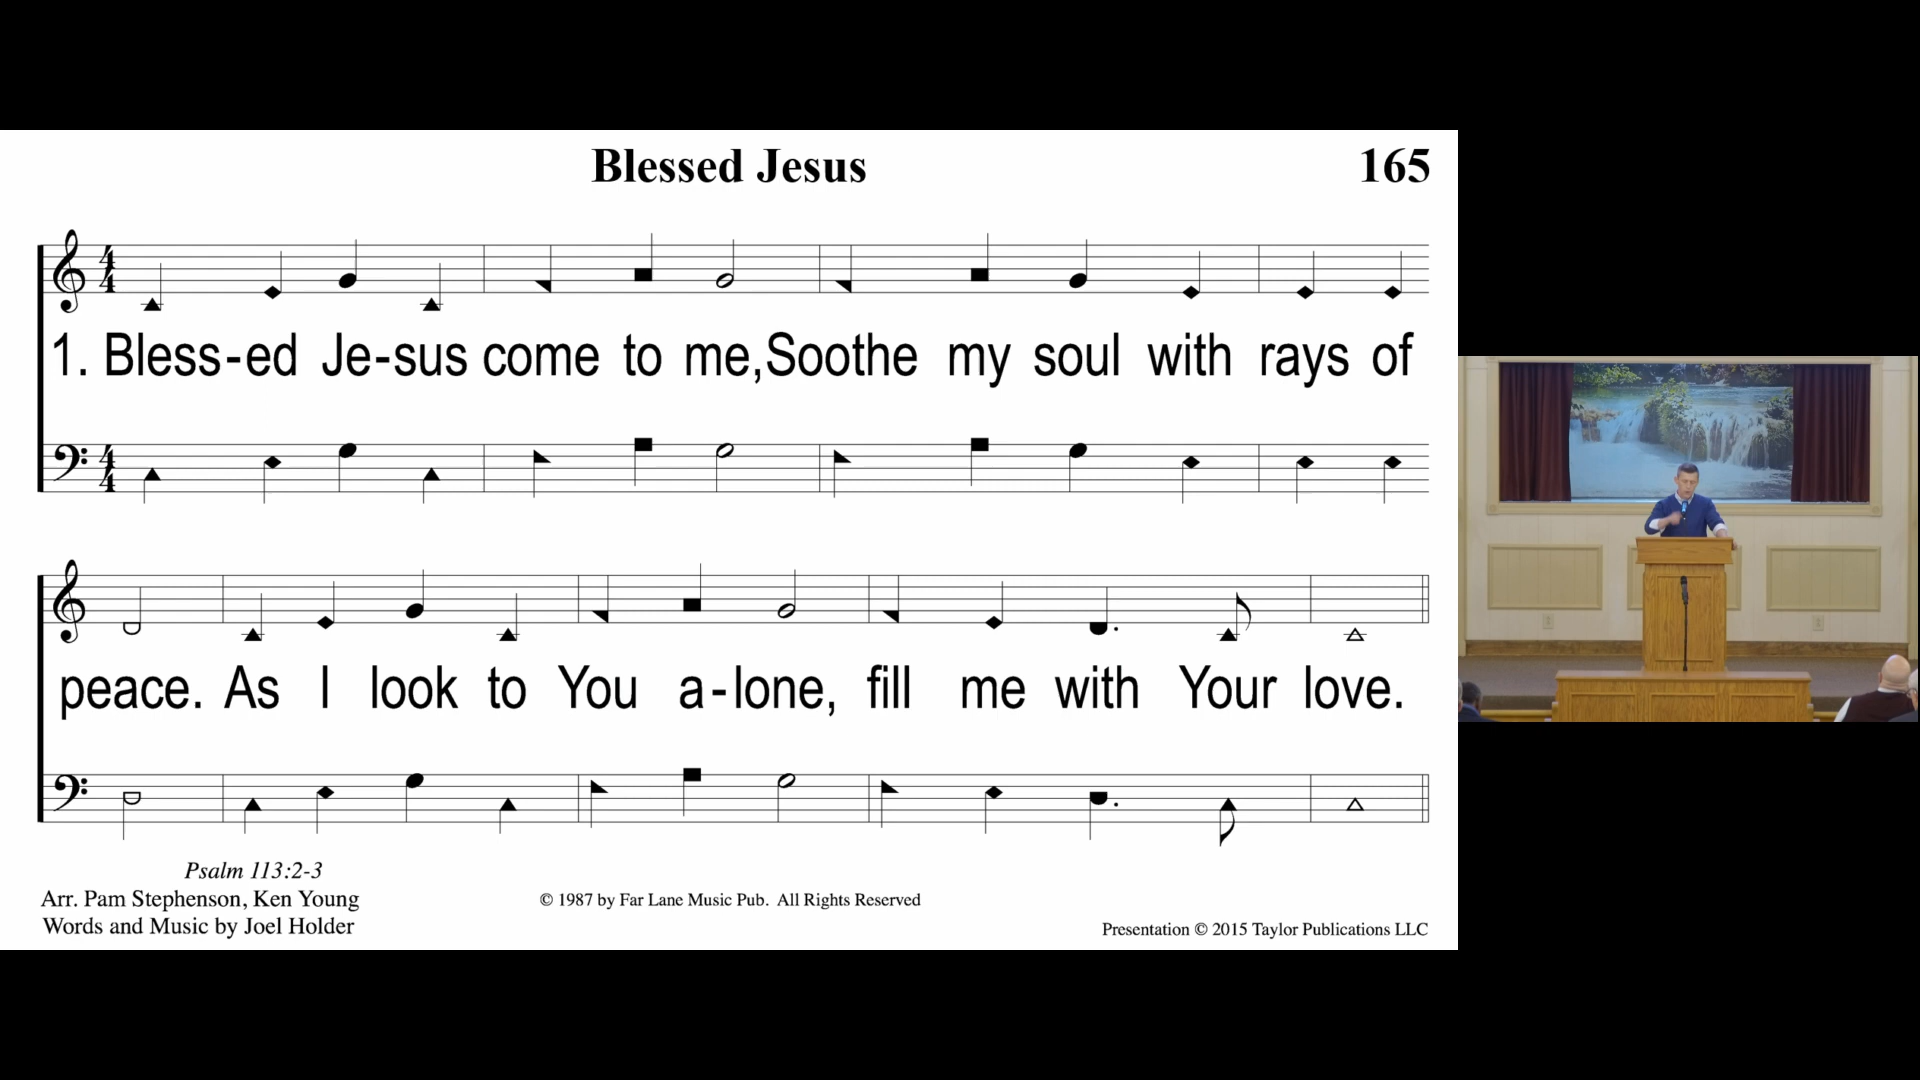 Blessed Jesus 165
1. Bless-ed Je-sus come to me,Soothe my soul with rays of
peace. As I look to You a-lone, fill me with Your love.
Psalm 113:2-3
Arr. Pam Stephenson, Ken Young
Words and Music by Joel Holder
© 1987 by Far Lane Music Pub. All Rights Reserved
Presentation © 2015 Taylor Publications LLC